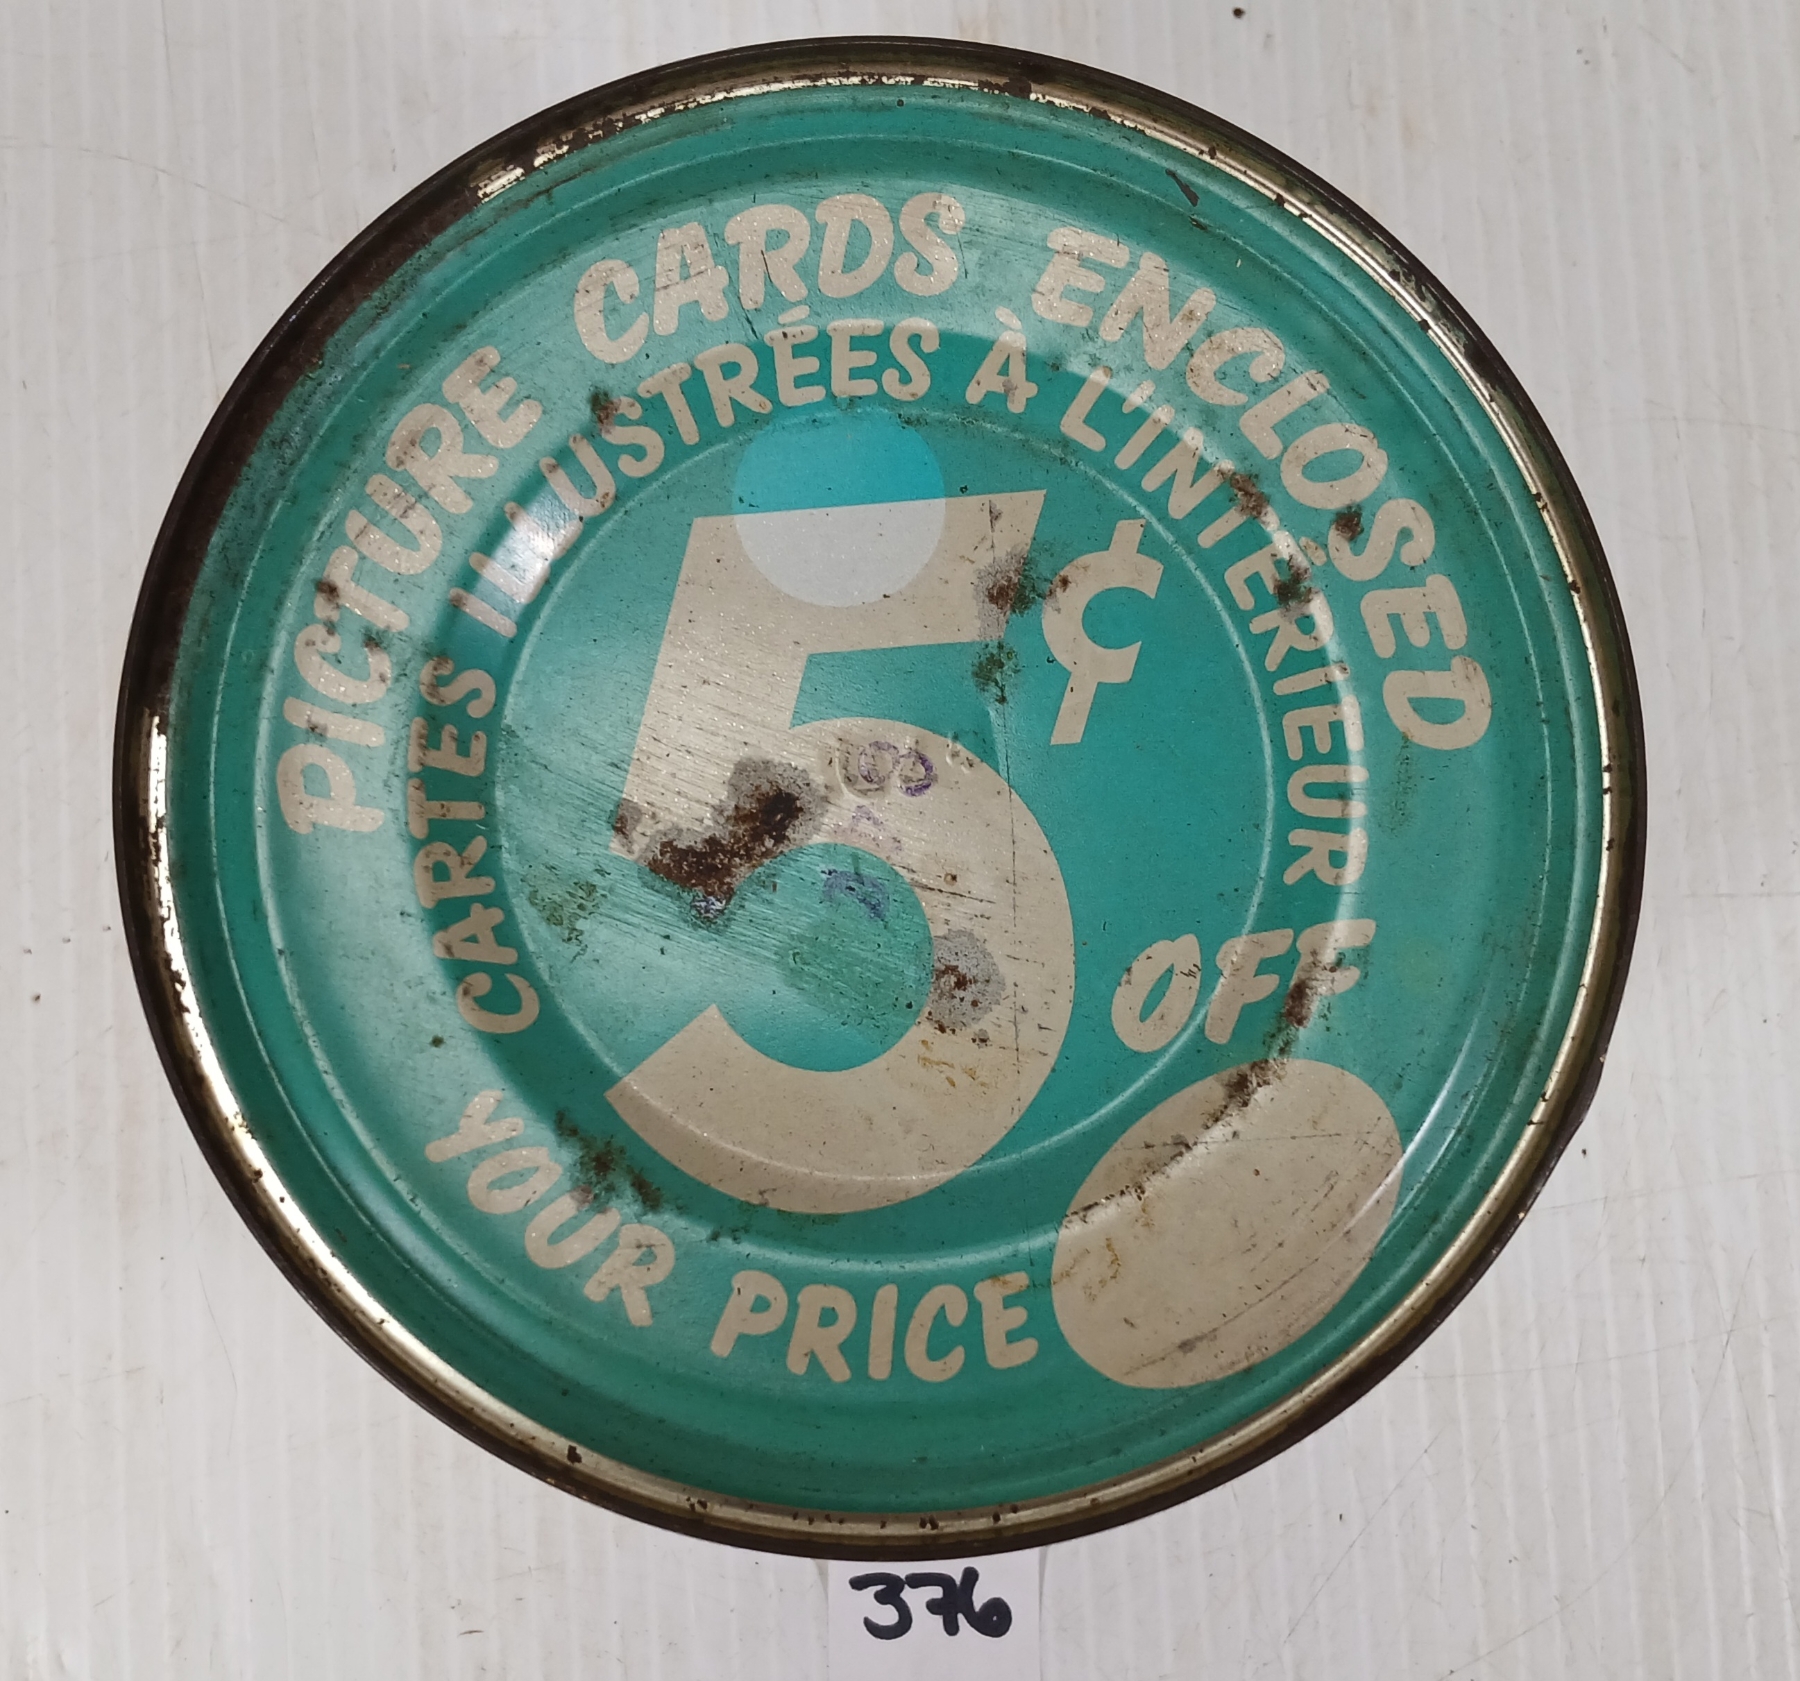 PICTURE CARDS ENCLOSED
CARTES ILLUSTRÉES À L'INTÉRIEUR
5¢
OFF
YOUR PRICE
376